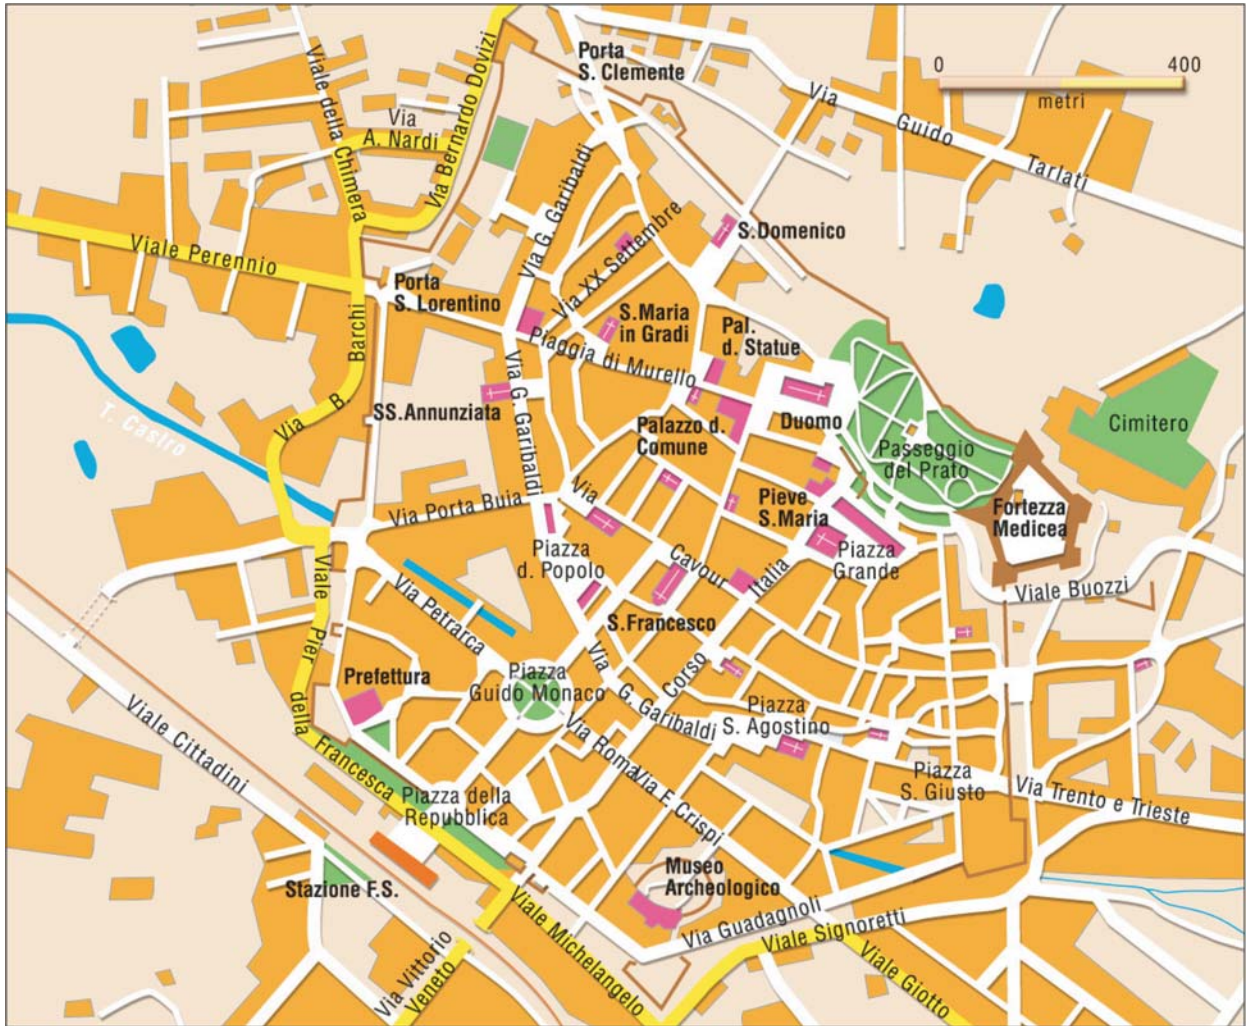 Porta
S. Clemente
0
400
metri
Via
Guido
Tarlati
Viale della Chimera
Via
A. Nardi
Via Bernardo Dovizi
Via G. Garibaldi
Via XX Settembre
S.Domenico
Viale Perennio
Porta
S. Lorentino
S.Maria
in Gradi
Pal.
d. Statue
Piaggia di Murello
Via B. Barchi
T. Castro
SS.Annunziata
Via G. Garibaldi
Palazzo d.
Comune
Duomo
Passeggio
del Prato
Cimitero
Via Porta Buia
Via Cavour
Pieve
S.Maria
Fortezza
Medicea
Piazza
d. Popolo
Piazza
Grande
Viale Buozzi
Via Petrarca
S.Francesco
Corso Italia
Prefettura
Piazza
Guido Monaco
Via G. Garibaldi
Piazza
S. Agostino
Viale Cittadini
Viale Pier della Francesca
Via Roma
Via F. Crispi
Piazza della
Repubblica
Piazza
S. Giusto
Via Trento e Trieste
Stazione F.S.
Museo
Archeologico
Via Guadagnoli
Viale Signoretti
Viale Michelangelo
Viale Giotto
Via Vittorio
Veneto